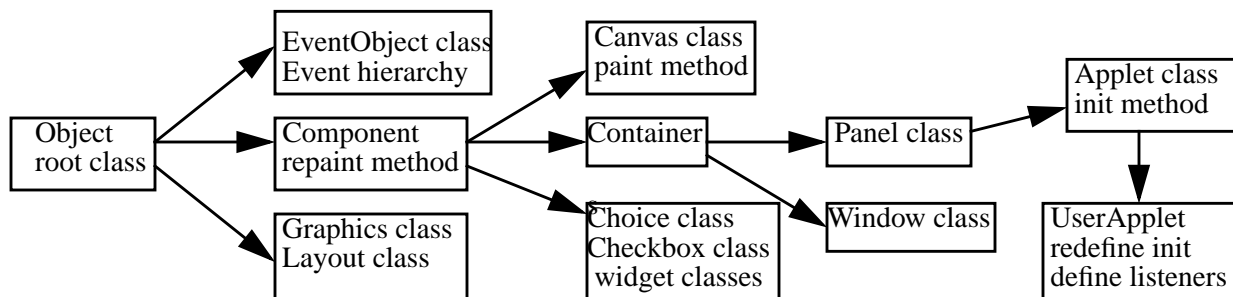 Object
root class
EventObject class
Event hierarchy
Component
repaint method
Graphics class
Layout class
Canvas class
paint method
Container
s
Choice class
Checkbox class
widget classes
Panel class
Window class
Applet class
init method
UserApplet
redefine init
define listeners